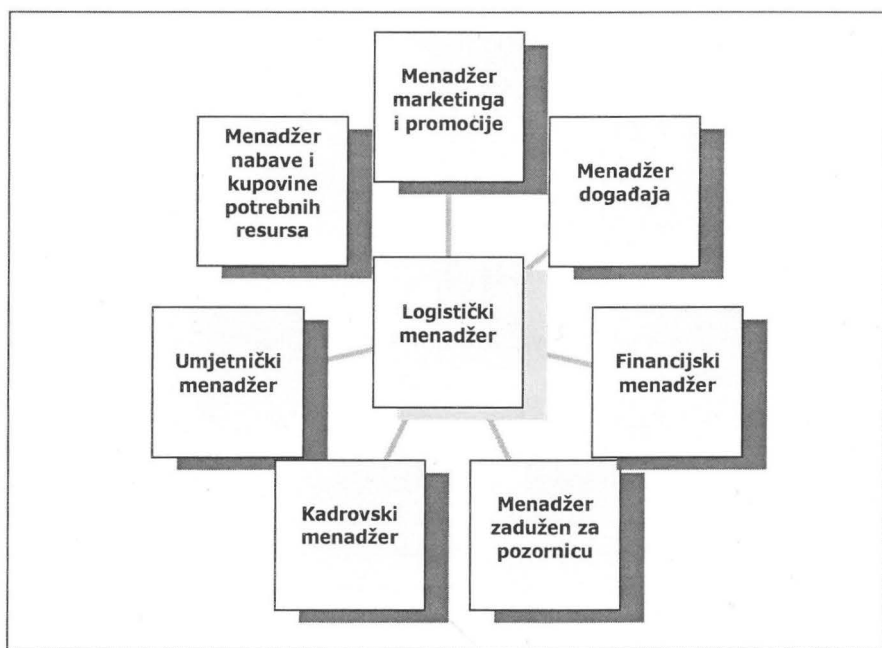 Menadžer
marketinga
i promocije
Menadžer
nabave i
kupovine
potrebnih
resursa
Menadžer
događaja
Logistički
menadžer
Umjetnički
menadžer
Financijski
menadžer
Kadrovski
menadžer
Menadžer
zadužen za
pozornicu